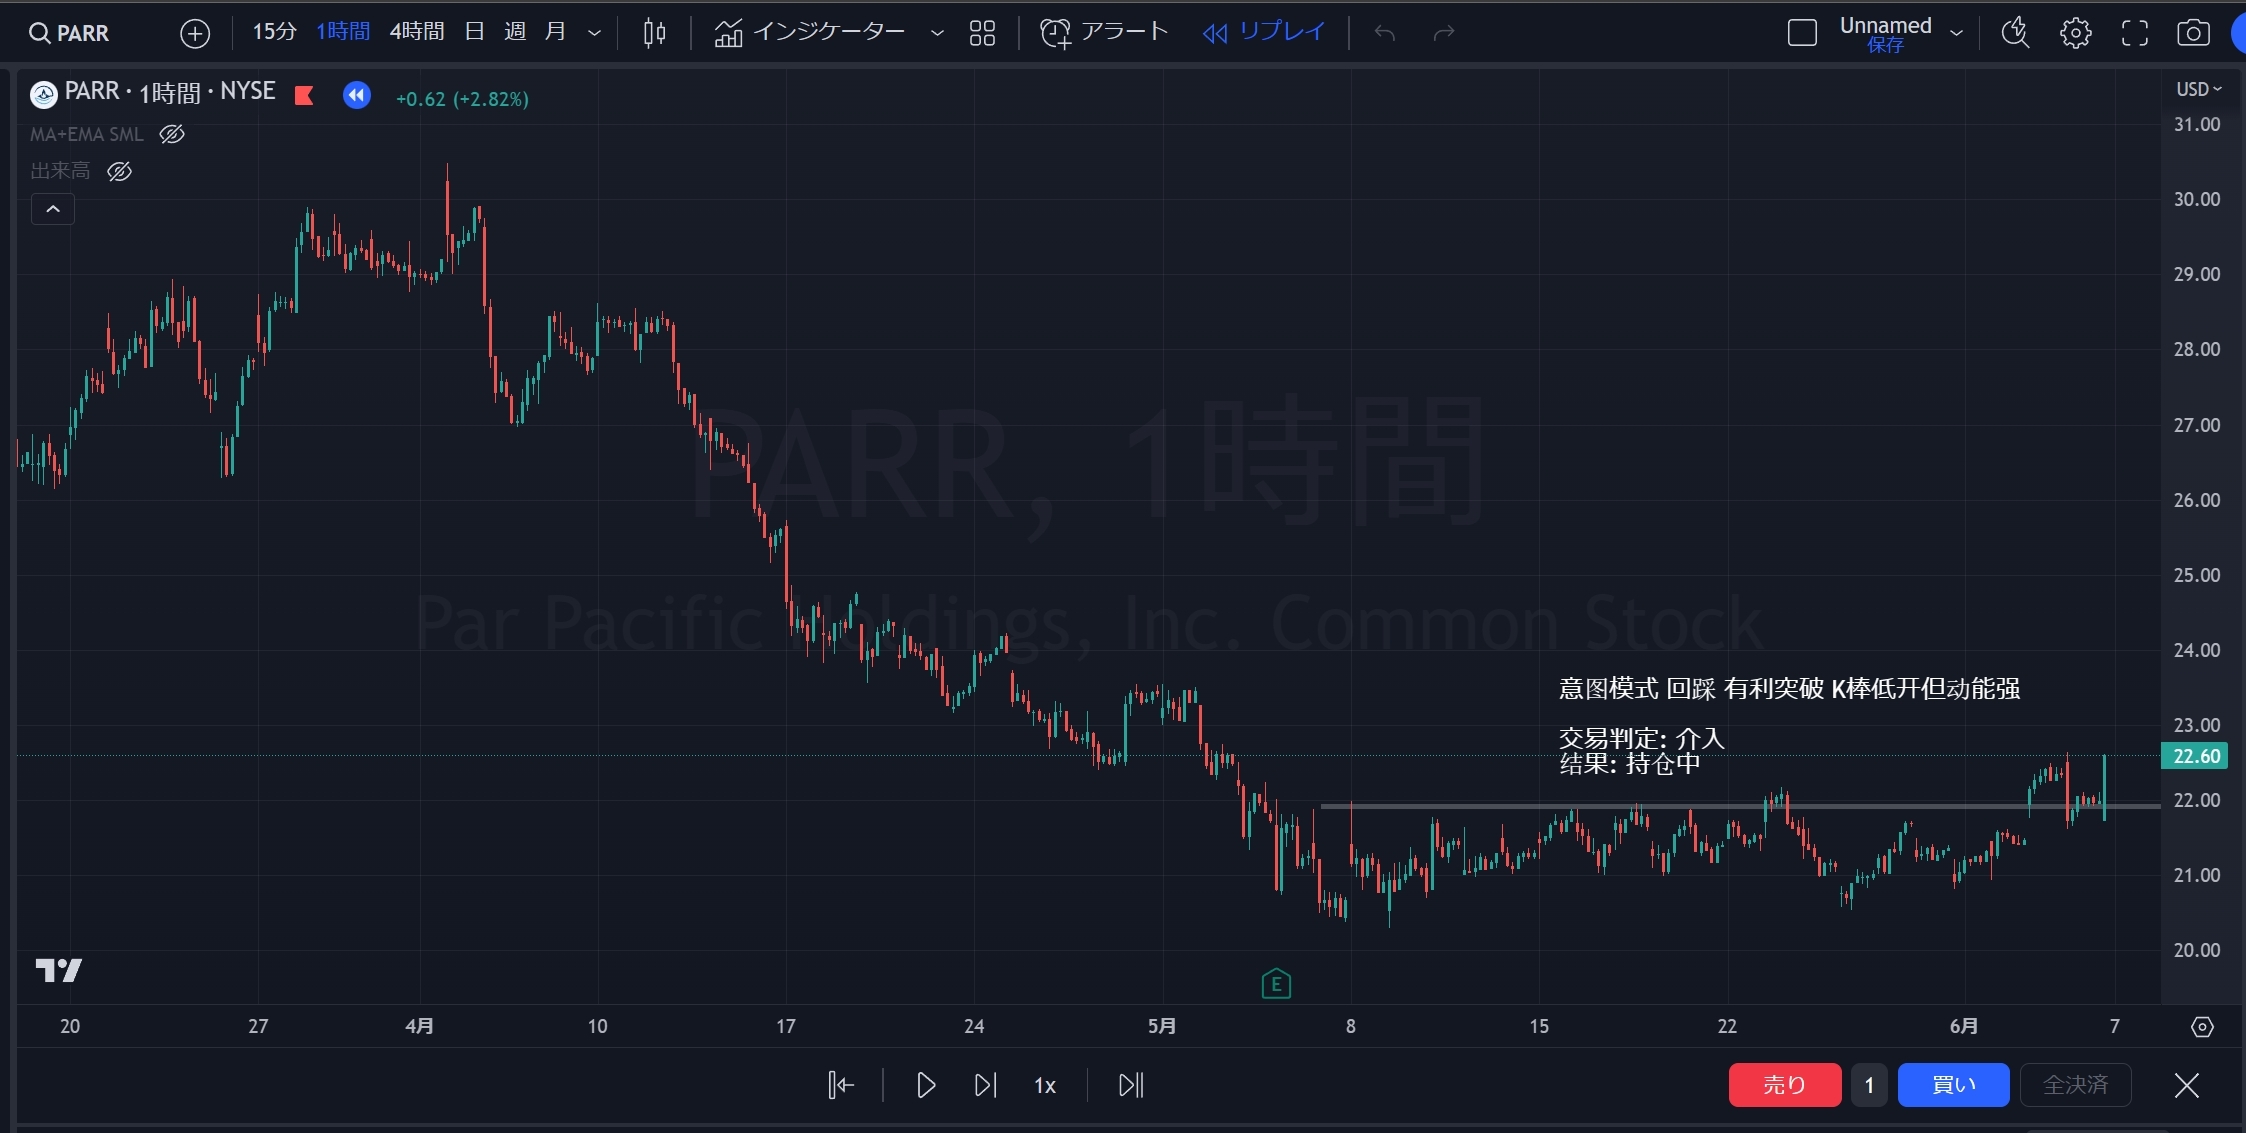 PARR 15分 1時間 4時間 日 週 月 インジケーター アラート リプレイ Unnamed
保存
PARR · 1時間 · NYSE +0.62 (+2.82%) USD
MA+EMA SML
出来高
31.00
30.00
29.00
28.00
27.00
26.00
25.00
24.00
23.00
22.60
22.00
21.00
20.00
PARR, 1時間
Par Pacific Holdings, Inc. Common Stock
意图模式 回踩 有利突破 K棒低开但动能强
交易判定: 介入
结果: 持仓中
E
20 27 4月 10 17 24 5月 8 15 22 6月 7
1x 売り 1 買い 全決済